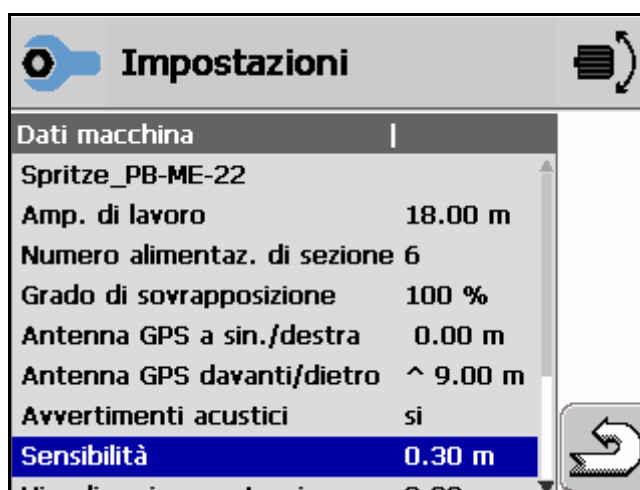 Impostazioni
Dati macchina
Spritze_PB-ME-22
Amp. di lavoro 18.00 m
Numero alimentaz. di sezione 6
Grado di sovrapposizione 100 %
Antenna GPS a sin./destra 0.00 m
Antenna GPS davanti/dietro ^ 9.00 m
Avvertimenti acustici si
Sensibilità 0.30 m